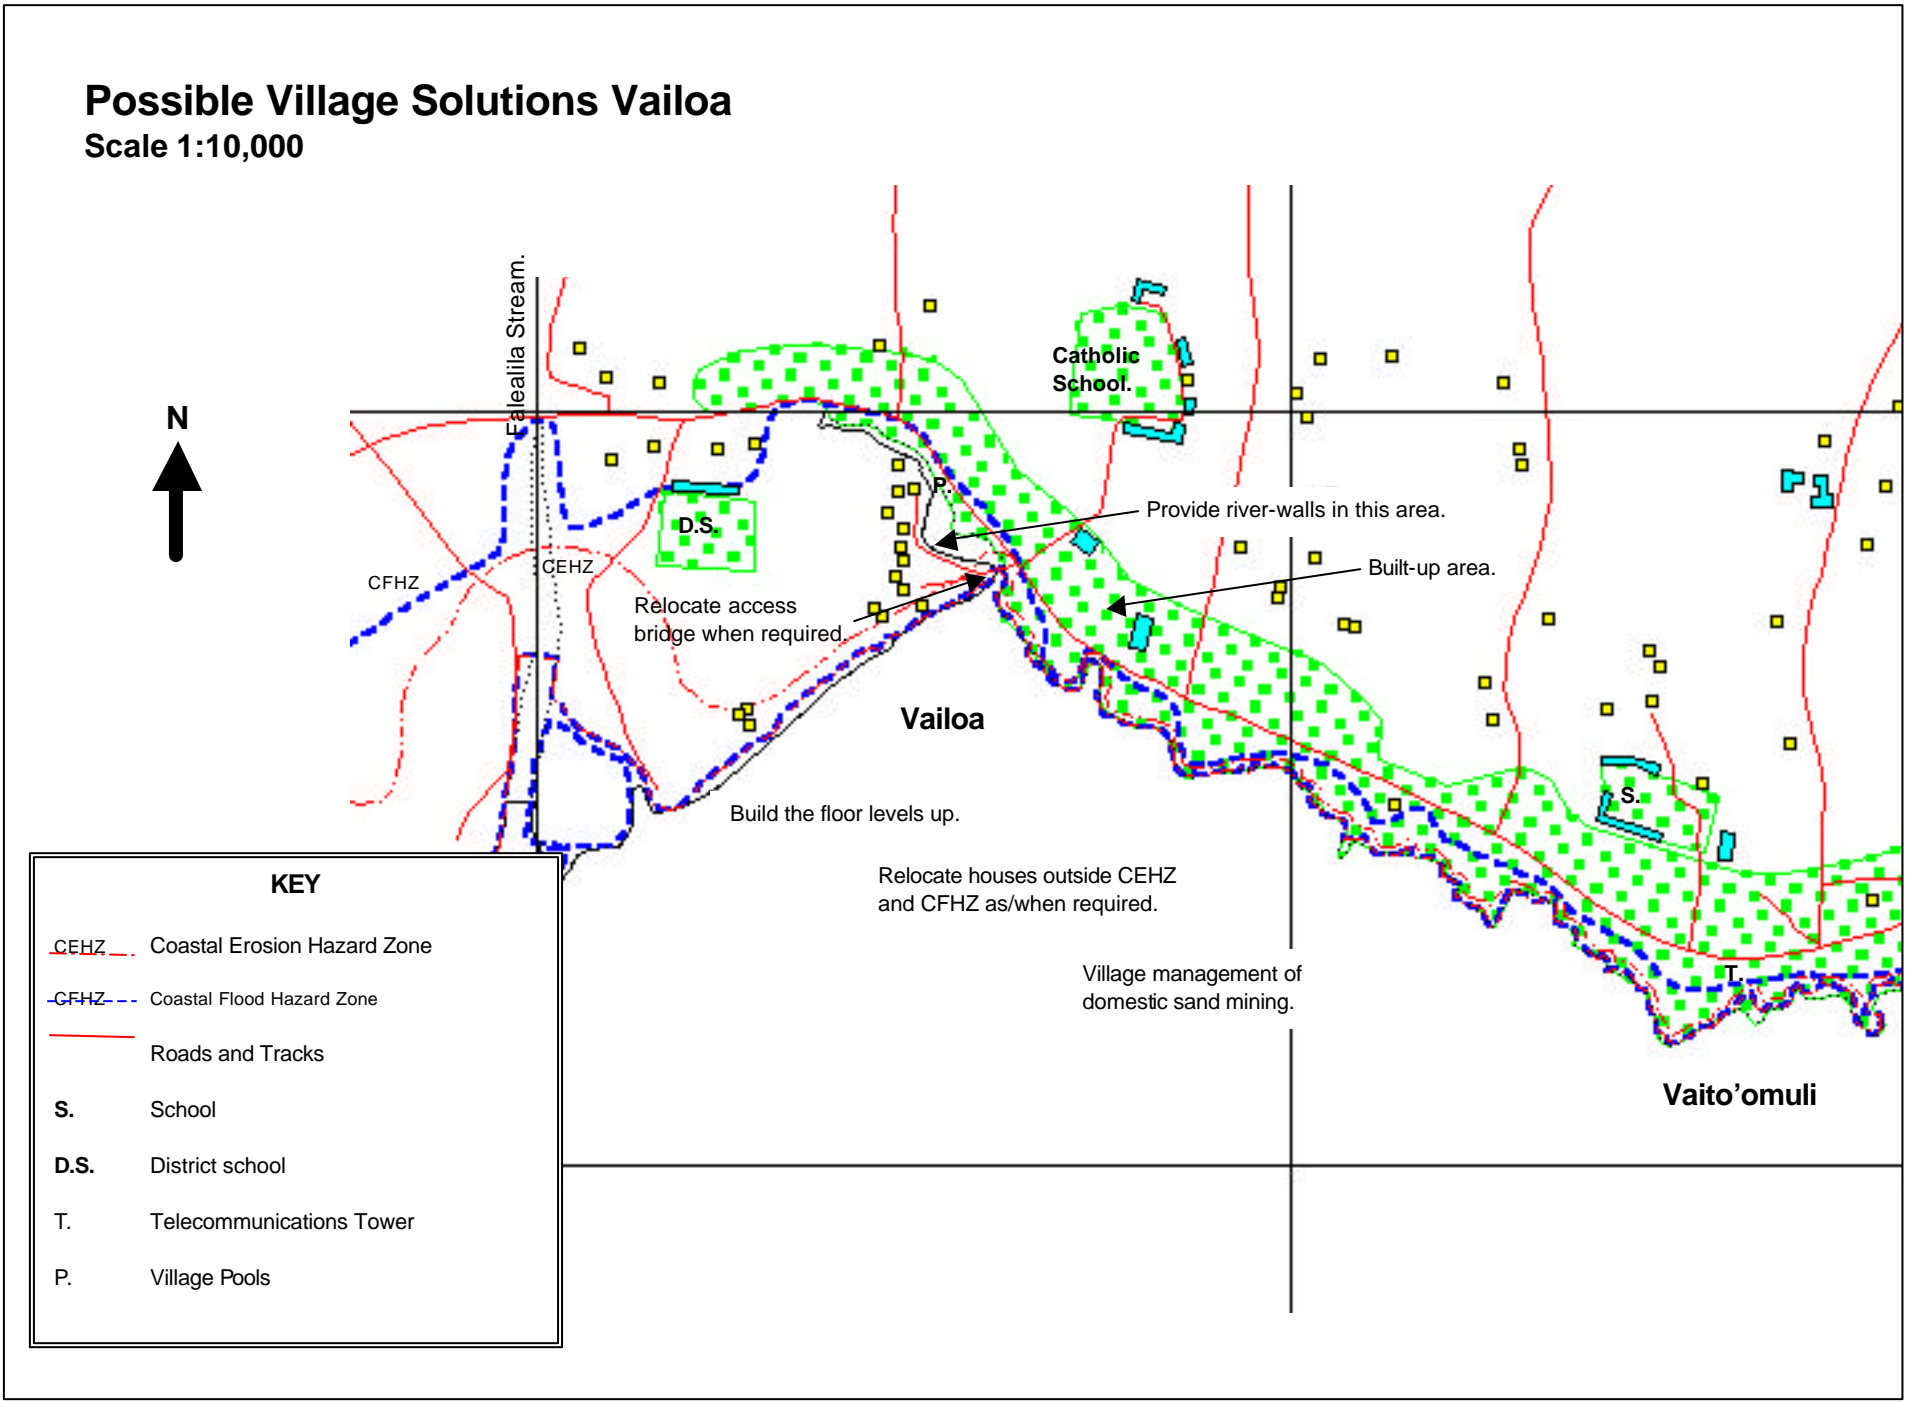 Possible Village Solutions Vailoa
Scale 1:10,000
N
Falealila Stream.
Catholic
School.
P.
D.S.
Provide river-walls in this area.
CEHZ
CFHZ
Built-up area.
Relocate access
bridge when required.
Vailoa
S.
Build the floor levels up.
Relocate houses outside CEHZ
and CFHZ as/when required.
Village management of
domestic sand mining.
T.
Vaito’omuli
KEY
CEHZ Coastal Erosion Hazard Zone
CFHZ Coastal Flood Hazard Zone
Roads and Tracks
S. School
D.S. District school
T. Telecommunications Tower
P. Village Pools